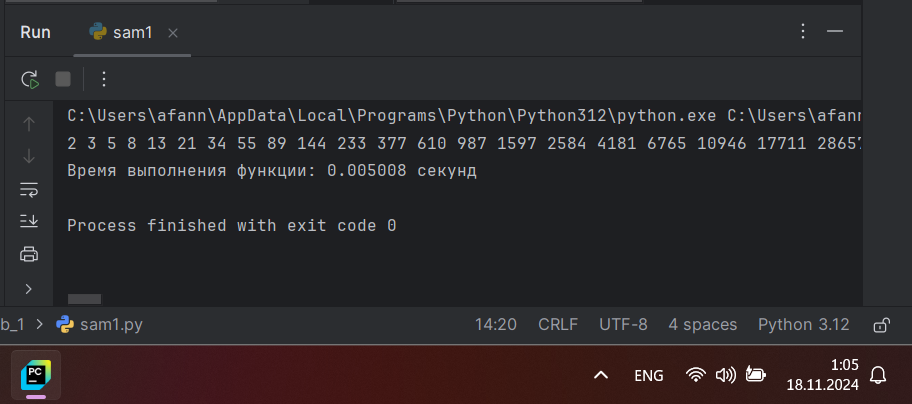 Run sam1
C:\Users\afann\AppData\Local\Programs\Python\Python312\python.exe C:\Users\afann
2 3 5 8 13 21 34 55 89 144 233 377 610 987 1597 2584 4181 6765 10946 17711 28657
Время выполнения функции: 0.005008 секунд
Process finished with exit code 0
b_1 > sam1.py 14:20 CRLF UTF-8 4 spaces Python 3.12
PC ENG 1:05
18.11.2024